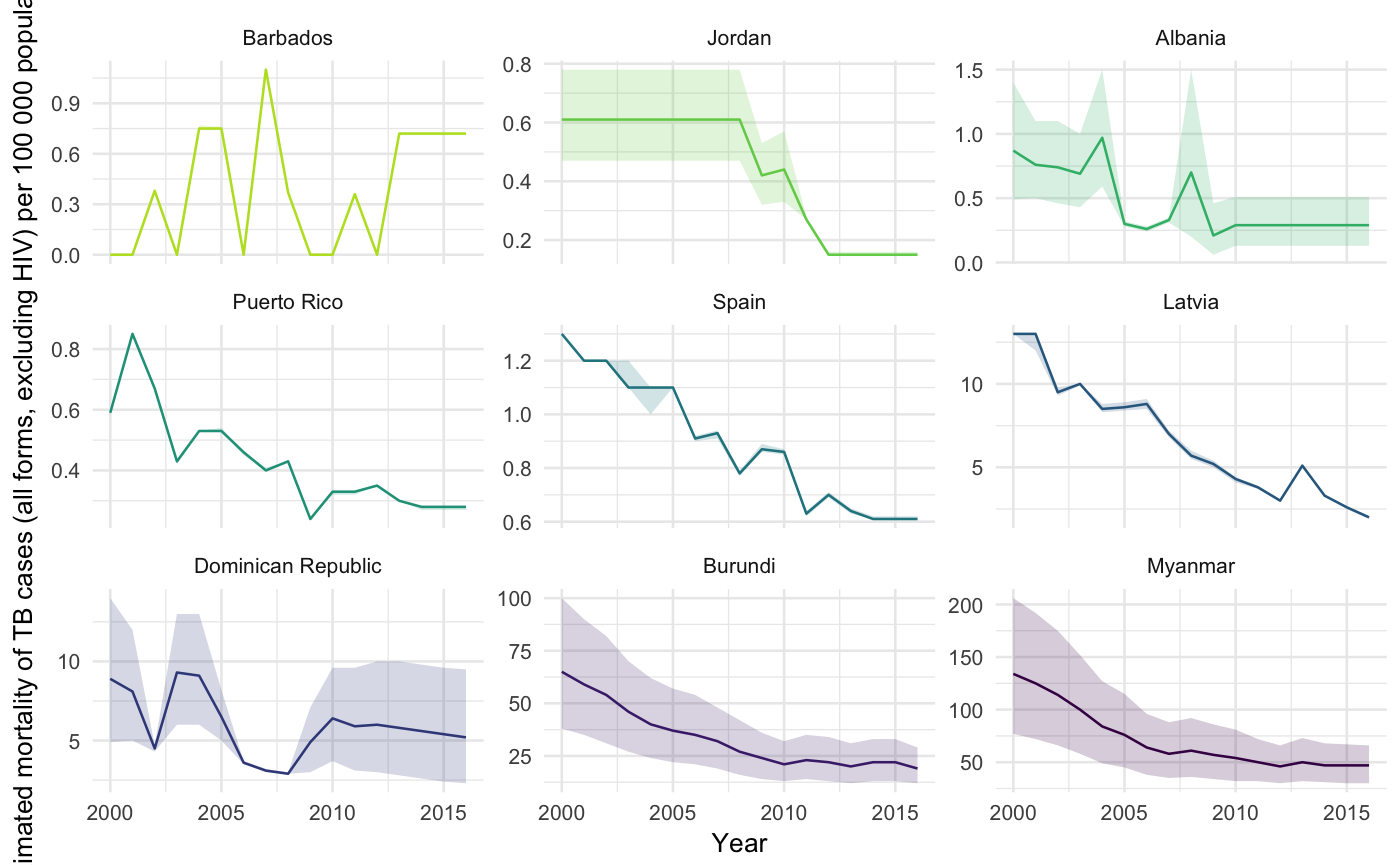 imated mortality of TB cases (all forms, excluding HIV) per 100 000 popula
Barbados
0.9
0.6
0.3
0.0
Jordan
0.8
0.6
0.4
0.2
Albania
1.5
1.0
0.5
0.0
Puerto Rico
0.8
0.6
0.4
Spain
1.2
1.0
0.8
0.6
Latvia
10
5
Dominican Republic
10
5
2000 2005 2010 2015
Burundi
100
75
50
25
2000 2005 2010 2015
Myanmar
200
150
100
50
2000 2005 2010 2015
Year